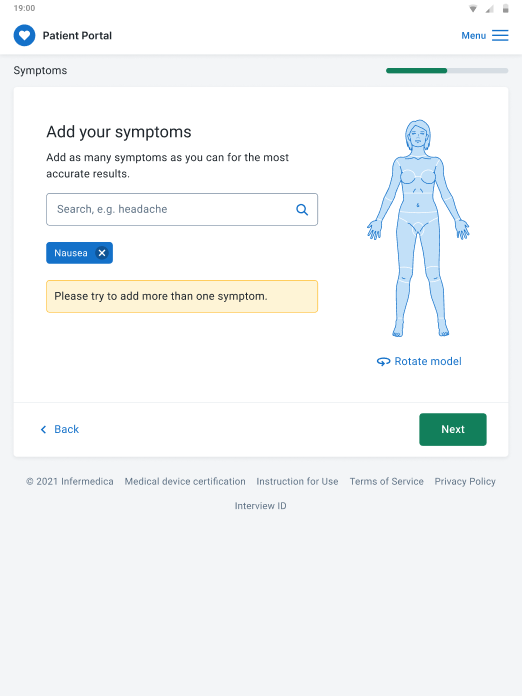 19:00
Patient Portal
Menu
Symptoms
Add your symptoms
Add as many symptoms as you can for the most
accurate results.
Search, e.g. headache
Nausea
Please try to add more than one symptom.
Rotate model
Back
Next
© 2021 Infermedica Medical device certification Instruction for Use Terms of Service Privacy Policy
Interview ID